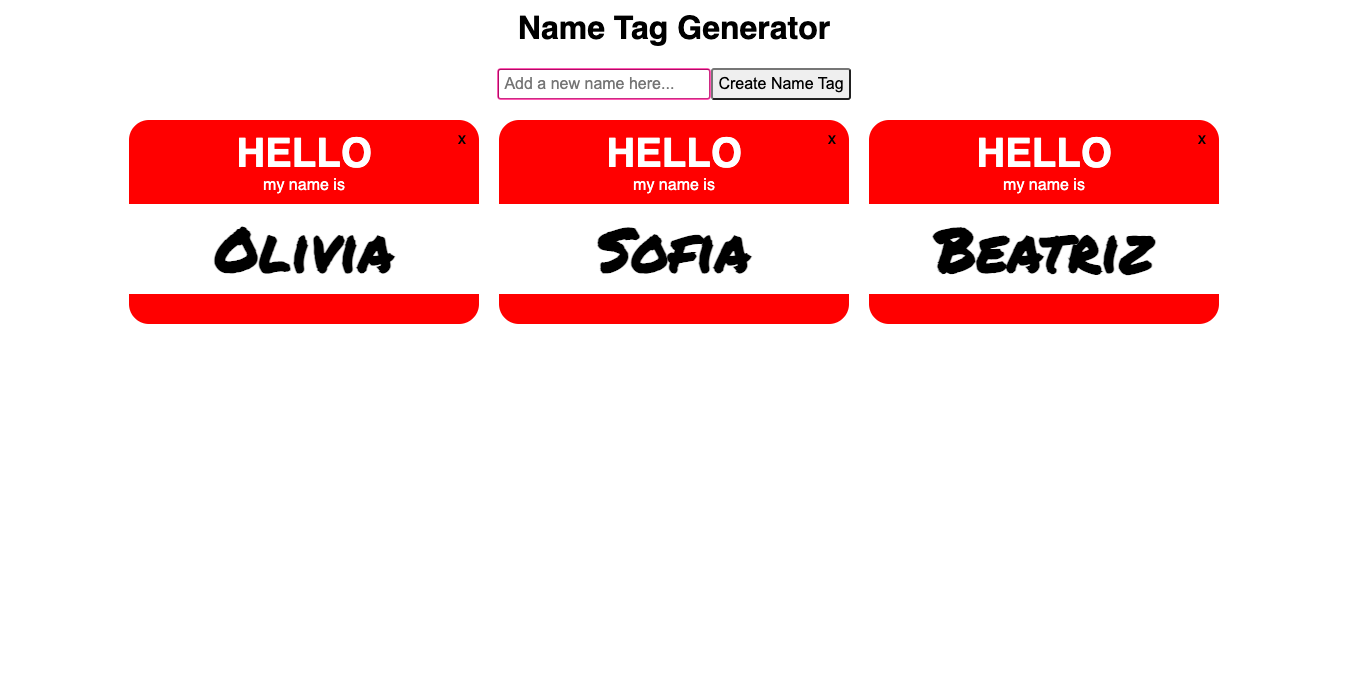 Name Tag Generator
Add a new name here... Create Name Tag
HELLO x HELLO x HELLO x
my name is my name is my name is
Olivia Sofia Beatriz